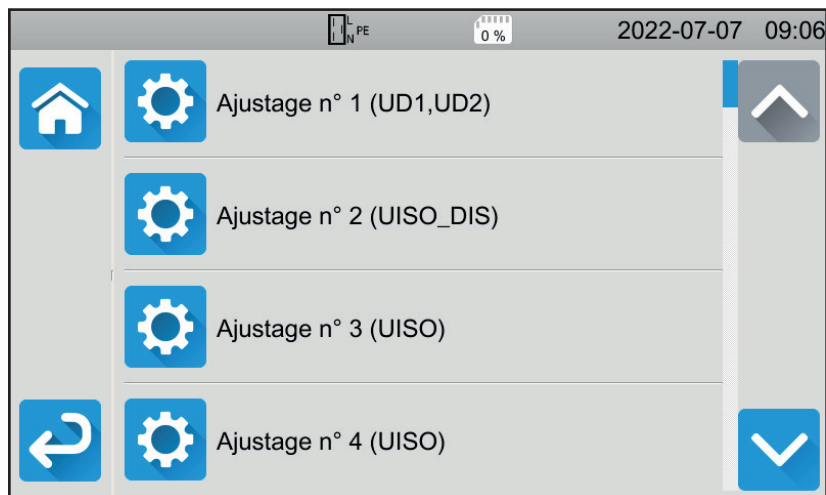 L
N PE
0 %
2022-07-07 09:06
Ajustage n° 1 (UD1,UD2)
Ajustage n° 2 (UISO_DIS)
Ajustage n° 3 (UISO)
Ajustage n° 4 (UISO)